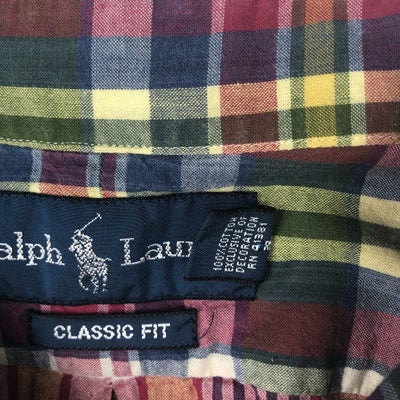 alph Lau
CLASSIC FIT
100% COTTON
EXCLUSIVE OF
DECORATION
RN 41381